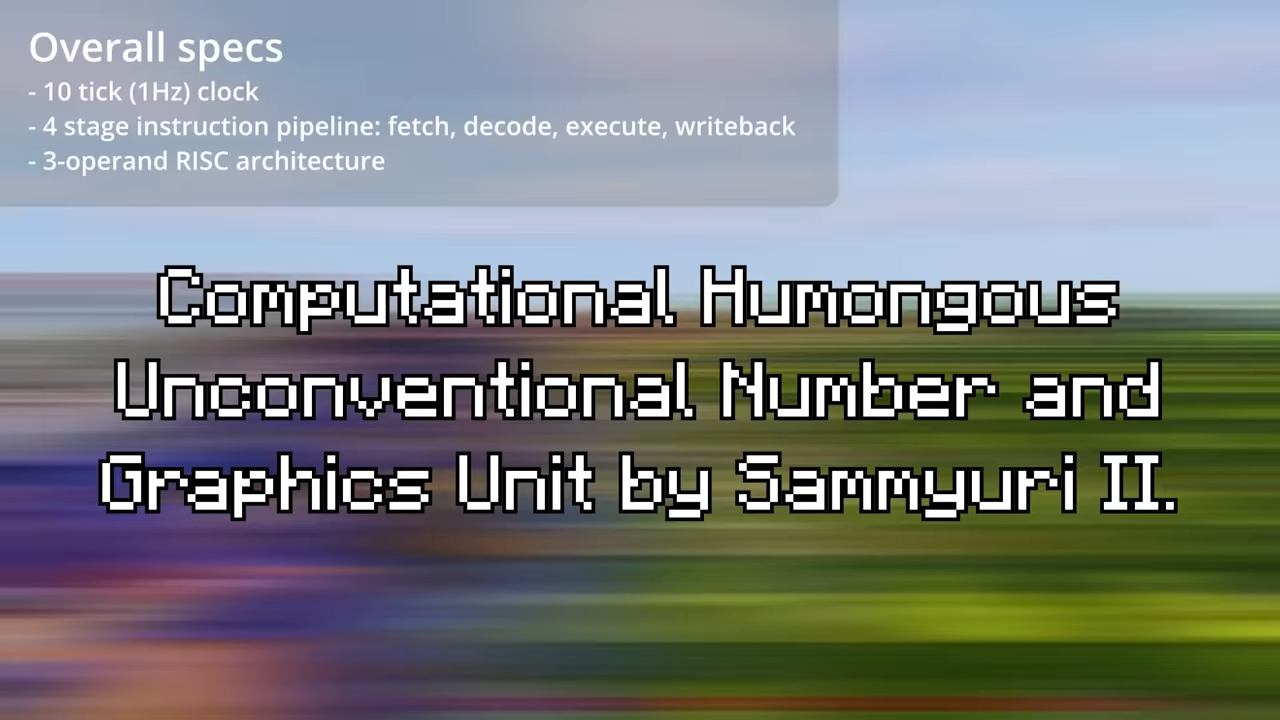 Overall specs
- 10 tick (1Hz) clock
- 4 stage instruction pipeline: fetch, decode, execute, writeback
- 3-operand RISC architecture
Computational Humongous
Unconventional Number and
Graphics Unit by Sammyuri II.